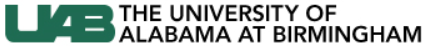 UAB THE UNIVERSITY OF
ALABAMA AT BIRMINGHAM